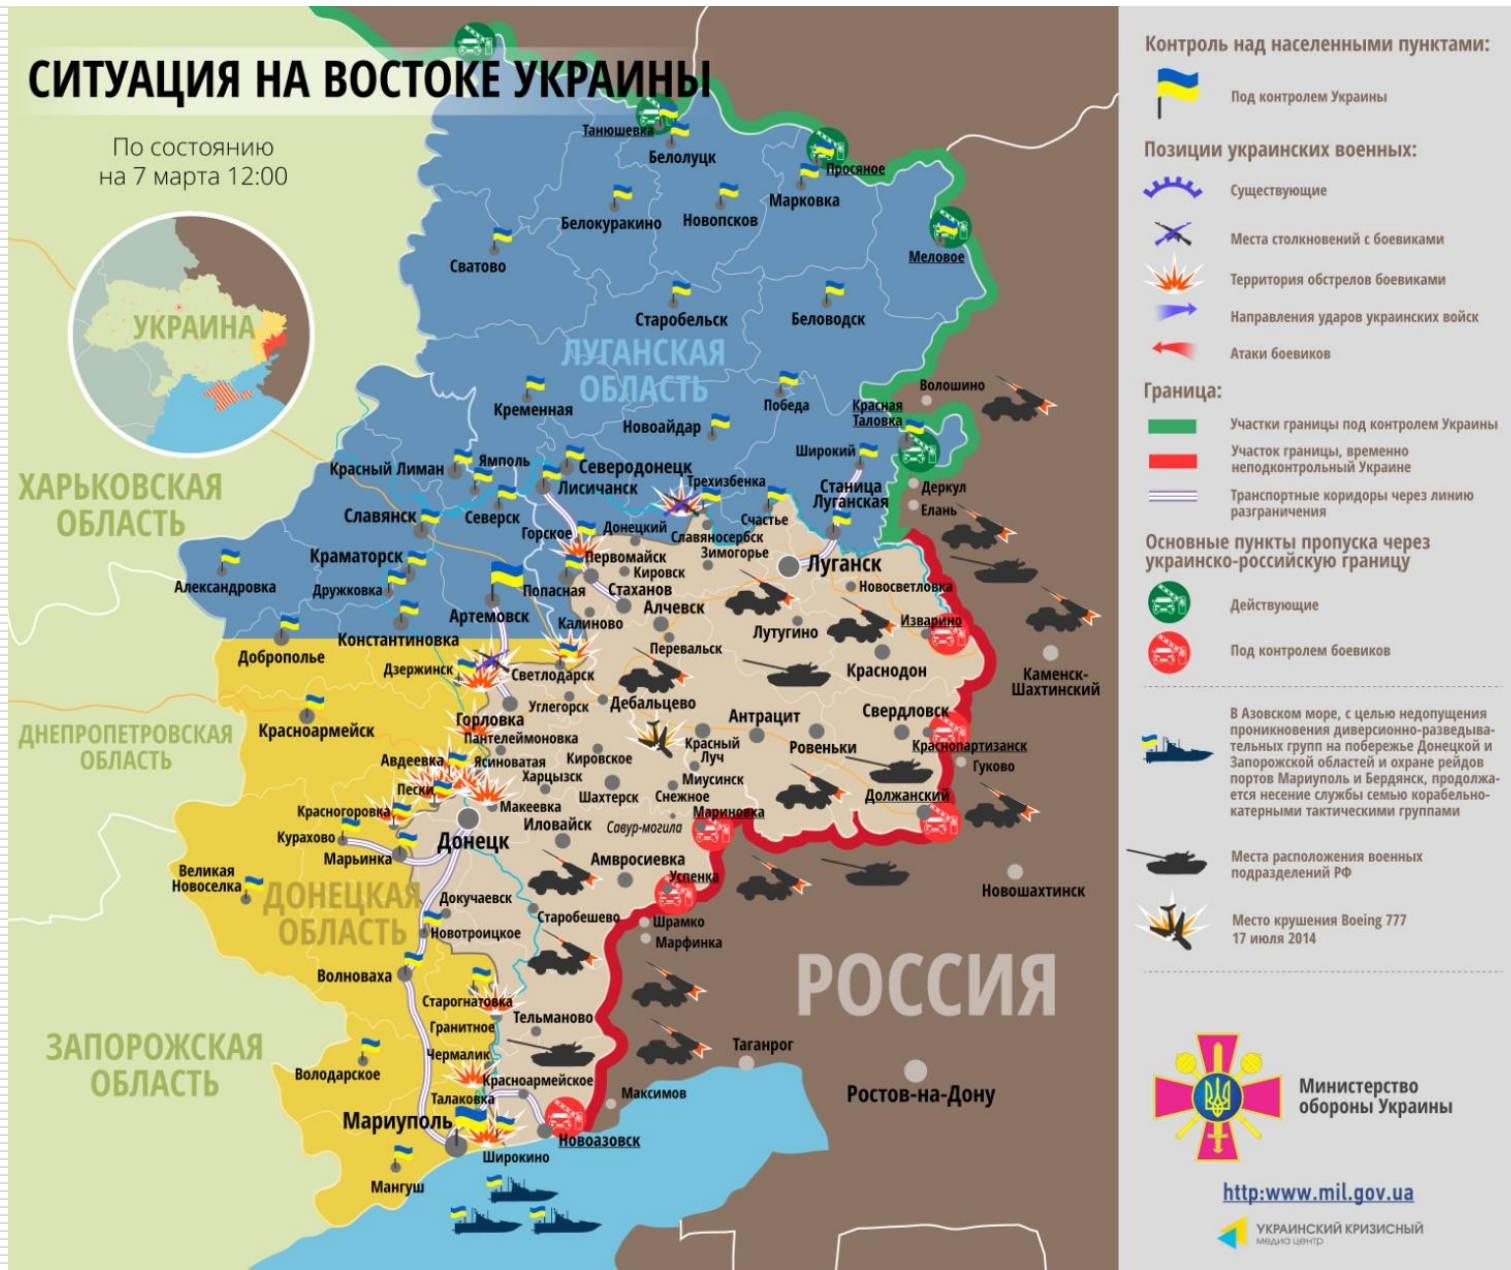 СИТУАЦИЯ НА ВОСТОКЕ УКРАИНЫ
По состоянию
на 7 марта 12:00
УКРАИНА
ХАРЬКОВСКАЯ
ОБЛАСТЬ
ДНЕПРОПЕТРОВСКАЯ
ОБЛАСТЬ
ЗАПОРОЖСКАЯ
ОБЛАСТЬ
ЛУГАНСКАЯ
ОБЛАСТЬ
ДОНЕЦКАЯ
ОБЛАСТЬ
РОССИЯ
Танюшевка
Белолуцк
Просяное
Марковка
Белокуракино
Новопсков
Меловое
Сватово
Старобельск
Беловодск
Волошино
Кременная
Победа
Красная
Таловка
Новоайдар
Широкий
Красный Лиман
Ямполь
Северодонецк
Лисичанск
Трехизбенка
Станица
Луганская
Деркул
Елань
Славянск
Северск
Горское
Донецкий
Счастье
Славяносербск
Зимогорье
Краматорск
Первомайск
Луганск
Александровка
Дружковка
Попасная
Кировск
Стаханов
Новосветловка
Артемовск
Алчевск
Калиново
Лутугино
Изварино
Константиновка
Доброполье
Дзержинск
Светлодарск
Перевальск
Краснодон
Каменск-
Шахтинский
Углегорск
Дебальцево
Антрацит
Свердловск
Красноармейск
Горловка
Пантелеймоновка
Кировское
Красный
Луч
Ровеньки
Краснопартизанск
Гуково
Авдеевка
Ясиноватая
Харцызск
Миусинск
Пески
Шахтерск
Снежное
Должанский
Красногоровка
Макеевка
Мариновка
Курахово
Марьинка
Донецк
Иловайск
Савур-могила
Амвросиевка
Великая
Новоселка
Успенка
Новошахтинск
Докучаевск
Старобешево
Шрамко
Новотроицкое
Марфинка
Волноваха
Старогнатовка
Гранитное
Тельманово
Таганрог
Чермалик
Володарское
Красноармейское
Талаковка
Максимов
Ростов-на-Дону
Мариуполь
Новоазовск
Широкино
Мангуш
Контроль над населенными пунктами:
Под контролем Украины
Позиции украинских военных:
Существующие
Места столкновений с боевиками
Территория обстрелов боевиками
Направления ударов украинских войск
Атаки боевиков
Граница:
Участки границы под контролем Украины
Участок границы, временно
неподконтрольный Украине
Транспортные коридоры через линию
разграничения
Основные пункты пропуска через
украинско-российскую границу
Действующие
Под контролем боевиков
В Азовском море, с целью недопущения
проникновения диверсионно-разведыва-
тельных групп на побережье Донецкой и
Запорожской областей и охране рейдов
портов Мариуполь и Бердянск, продолжа-
ется несение службы семью корабельно-
катерными тактическими группами
Места расположения военных
подразделений РФ
Место крушения Boeing 777
17 июля 2014
Министерство
обороны Украины
http:www.mil.gov.ua
УКРАИНСКИЙ КРИЗИСНЫЙ
медиа центр